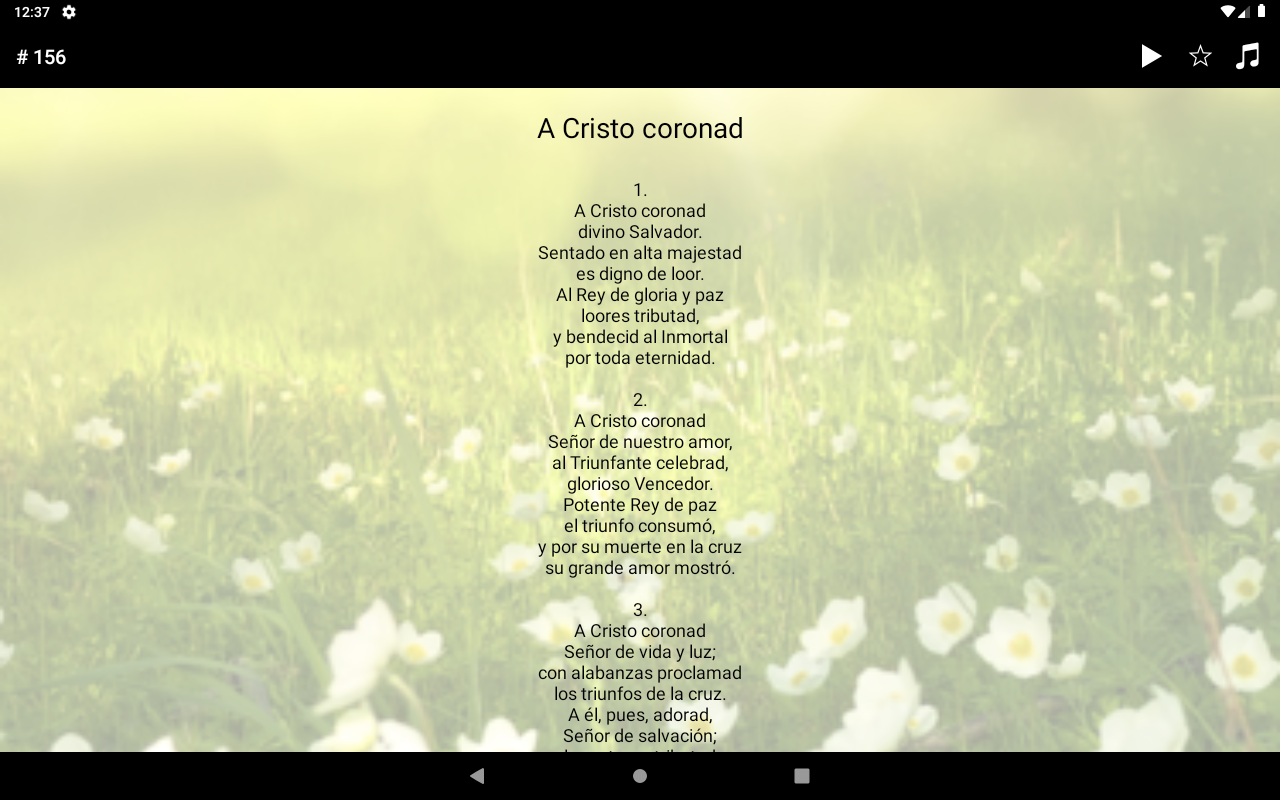 12:37
# 156
A Cristo coronad
1.
A Cristo coronad
divino Salvador.
Sentado en alta majestad
es digno de loor.
Al Rey de gloria y paz
loores tributad,
y bendecid al Inmortal
por toda eternidad.
2.
A Cristo coronad
Señor de nuestro amor,
al Triunfante celebrad,
glorioso Vencedor.
Potente Rey de paz
el triunfo consumó,
y por su muerte en la cruz
su grande amor mostró.
3.
A Cristo coronad
Señor de vida y luz;
con alabanzas proclamad
los triunfos de la cruz.
A él, pues, adorad,
Señor de salvación;